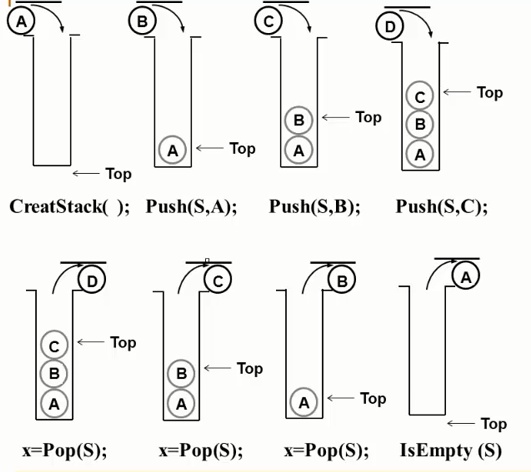 A B C D
C
B Top B
Top B
A Top A A
Top
CreatStack( ); Push(S,A); Push(S,B); Push(S,C);
D C B A
C Top
B B Top
A A A Top
Top
x=Pop(S); x=Pop(S); x=Pop(S); IsEmpty (S)